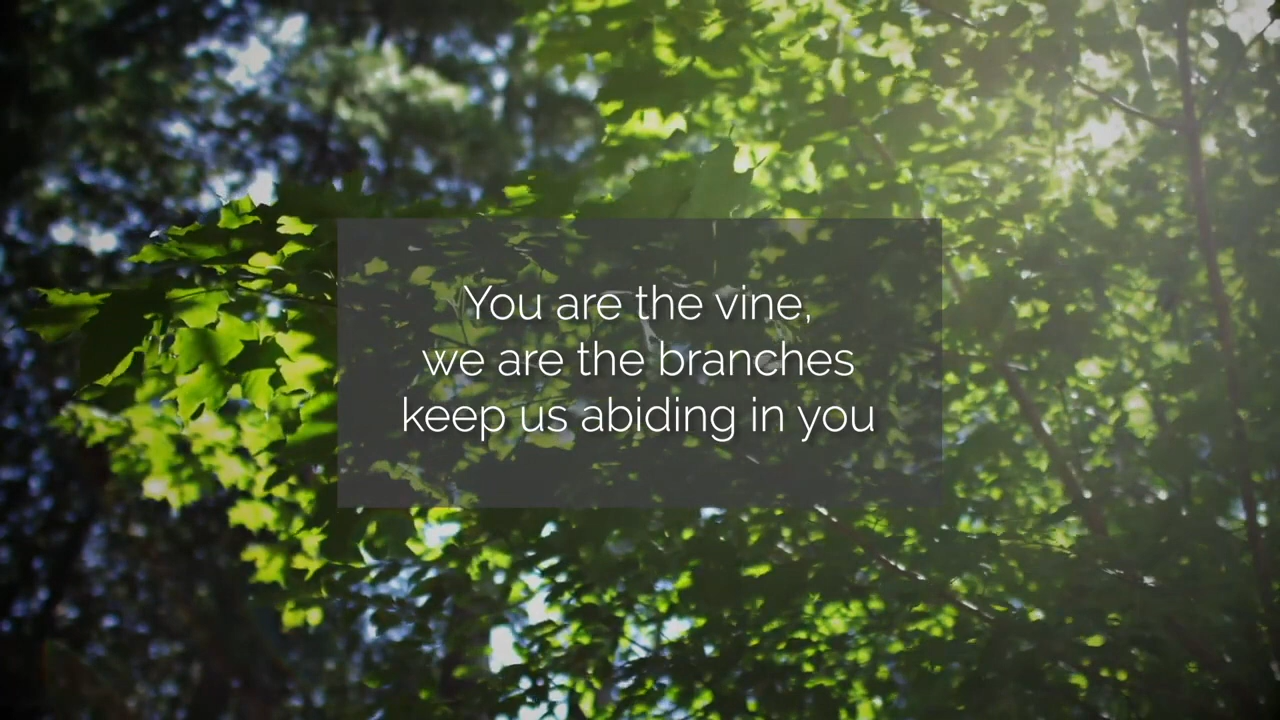 You are the vine,
we are the branches
keep us abiding in you